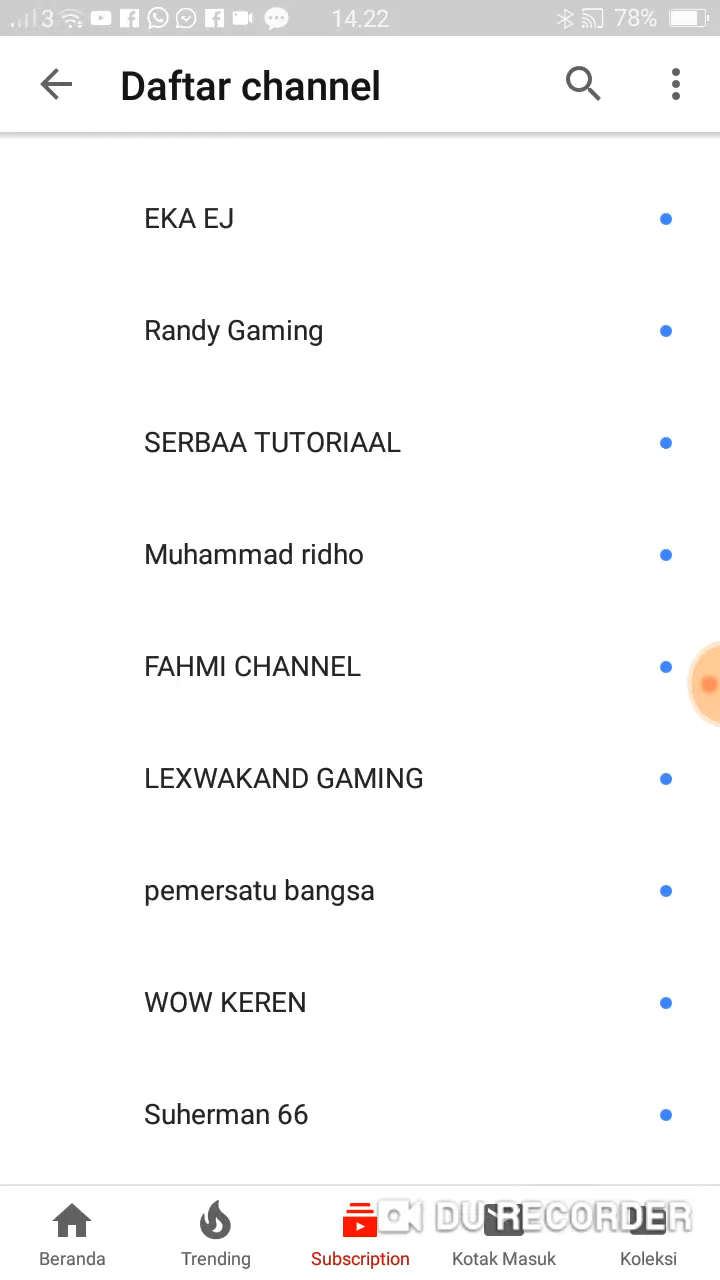 3 14.22 78%
Daftar channel
EKA EJ
Randy Gaming
SERBAA TUTORIAAL
Muhammad ridho
FAHMI CHANNEL
LEXWAKAND GAMING
pemersatu bangsa
WOW KEREN
Suherman 66
DU RECORDER
Beranda Trending Subscription Kotak Masuk Koleksi